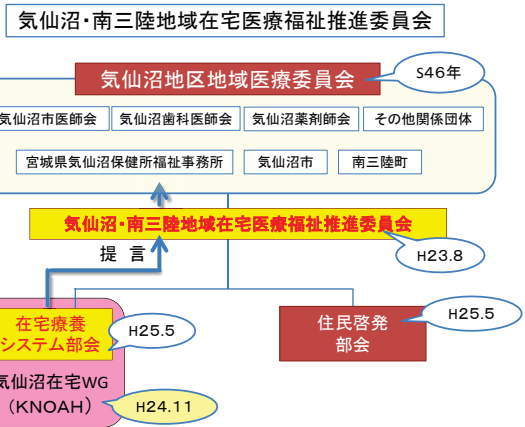 気仙沼・南三陸地域在宅医療福祉推進委員会
気仙沼地区地域医療委員会
S46年
気仙沼市医師会 気仙沼歯科医師会 気仙沼薬剤師会 その他関係団体
宮城県気仙沼保健所福祉事務所 気仙沼市 南三陸町
気仙沼・南三陸地域在宅医療福祉推進委員会
提 言
H23.8
在宅療養
システム部会
H25.5
住民啓発
部会
H25.5
気仙沼在宅WG
（KNOAH）
H24.11